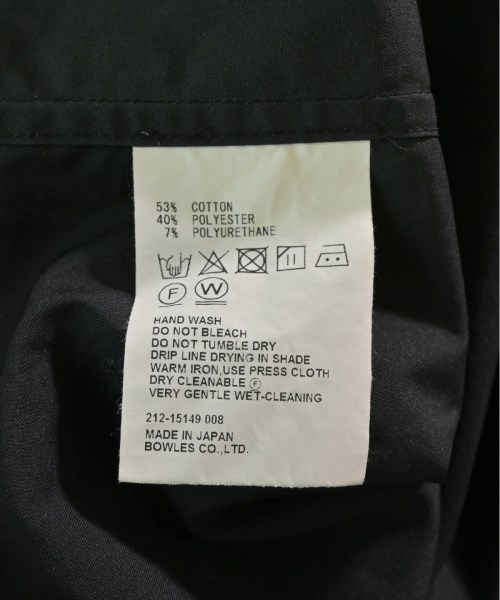 53% COTTON
40% POLYESTER
7% POLYURETHANE
F W
HAND WASH
DO NOT BLEACH
DO NOT TUMBLE DRY
DRIP LINE DRYING IN SHADE
WARM IRON,USE PRESS CLOTH
DRY CLEANABLE Ⓕ
VERY GENTLE WET-CLEANING
212-15149 008
MADE IN JAPAN
BOWLES CO.,LTD.